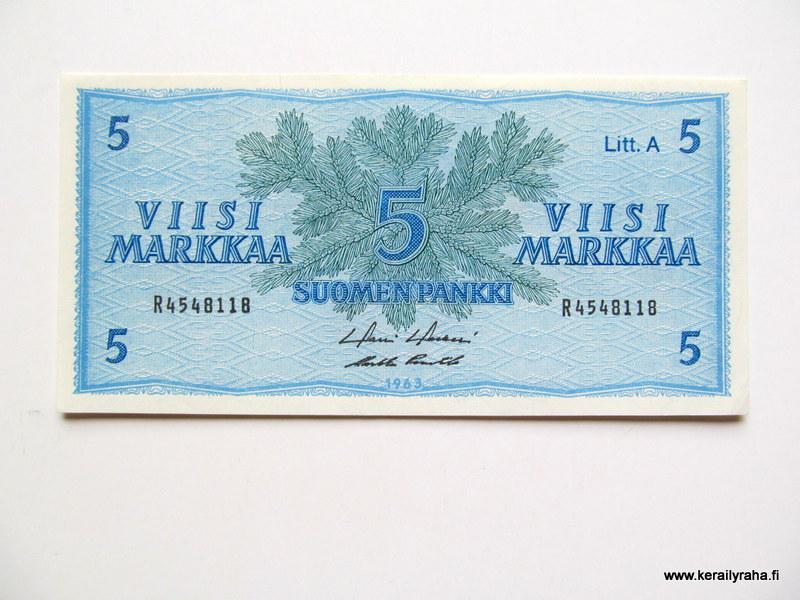 5 Litt. A 5
5
VIISI MARKKAA
VIISI MARKKAA
SUOMEN PANKKI
R4548118 R4548118
5 5
1963
www.kerailyraha.fi